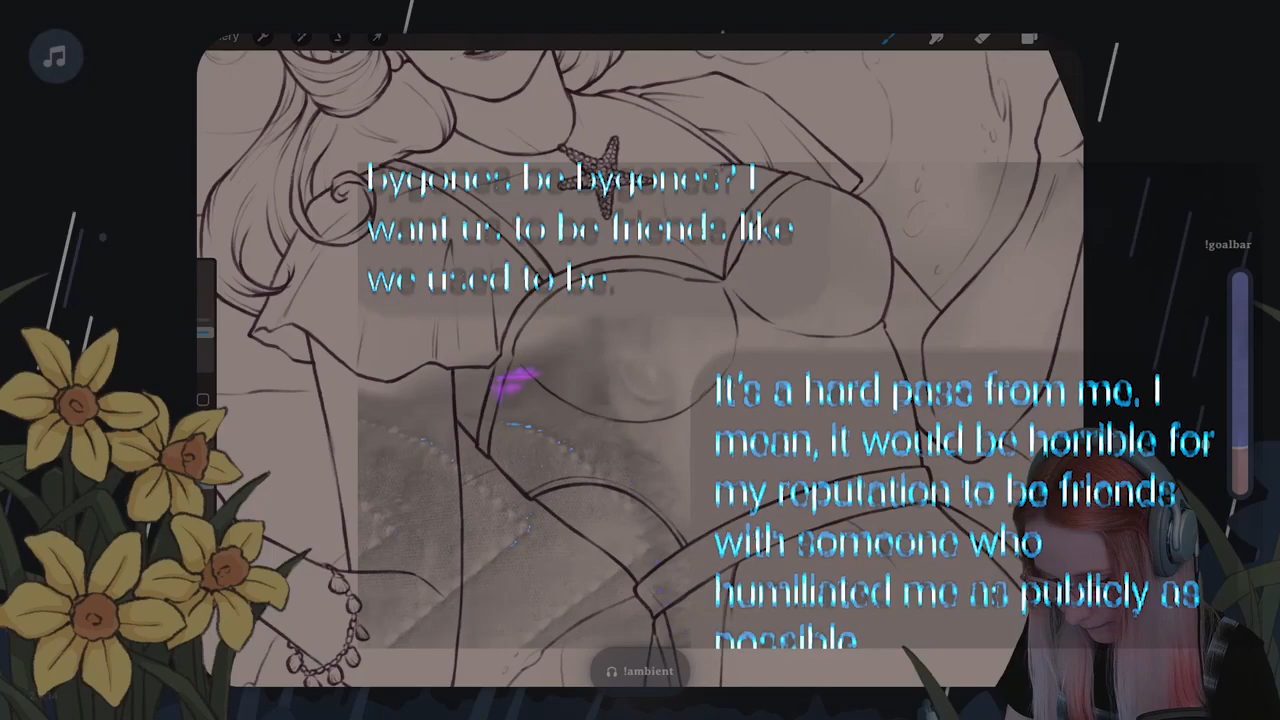 ery
bygones be bygones? I
want us to be friends like
we used to be.
!goalbar
It's a hard pass from me. I
mean, it would be horrible for
my reputation to be friends
with someone who
humiliated me as publicly as
possible
!ambient